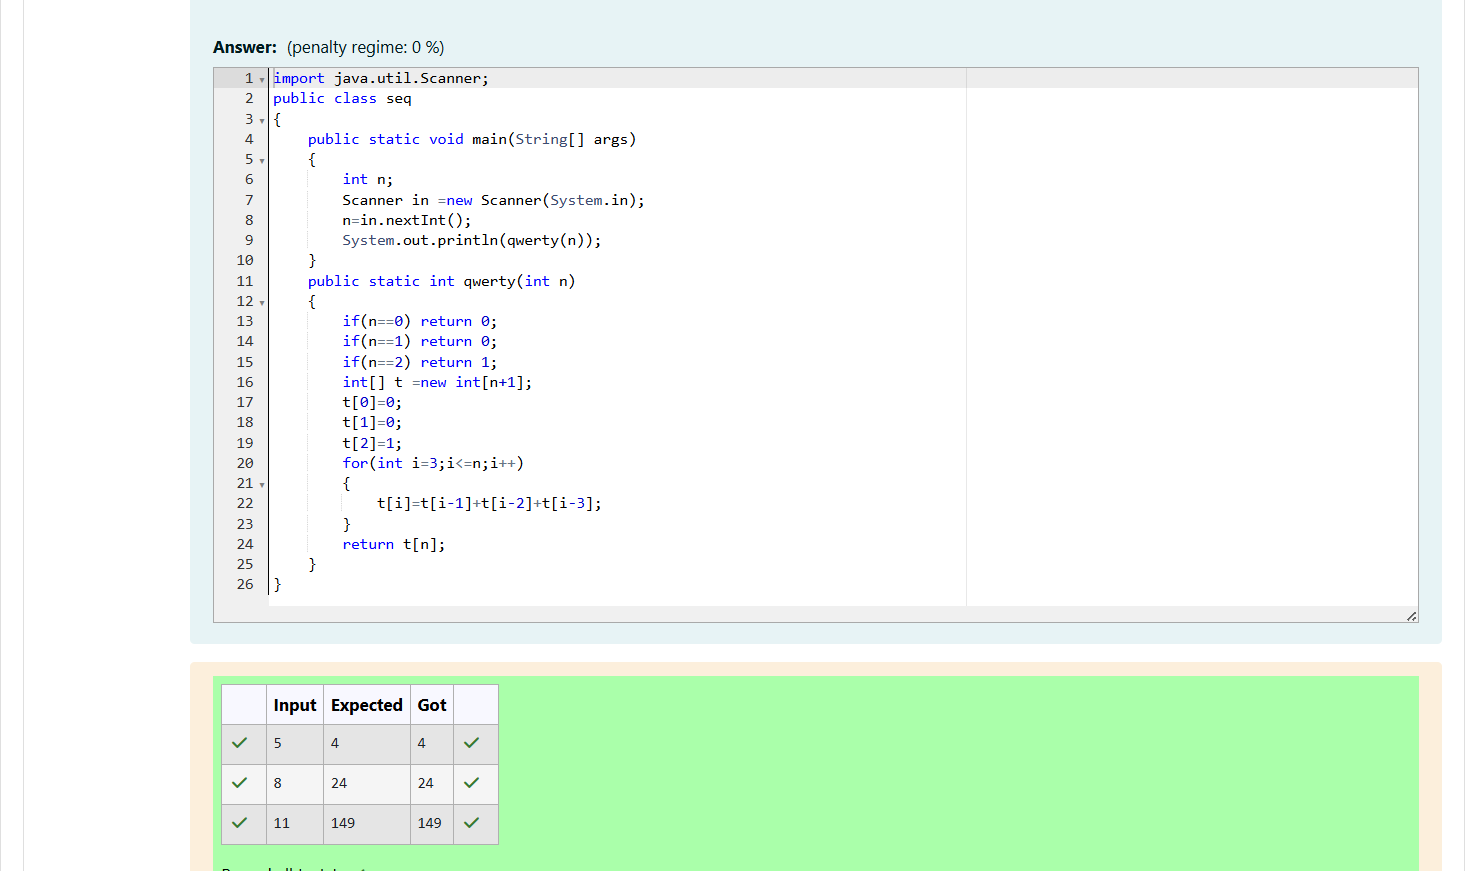 Answer: (penalty regime: 0 %)
1 import java.util.Scanner;
2 public class seq
3 {
4     public static void main(String[] args)
5     {
6         int n;
7         Scanner in =new Scanner(System.in);
8         n=in.nextInt();
9         System.out.println(qwerty(n));
10     }
11     public static int qwerty(int n)
12     {
13         if(n==0) return 0;
14         if(n==1) return 0;
15         if(n==2) return 1;
16         int[] t =new int[n+1];
17         t[0]=0;
18         t[1]=0;
19         t[2]=1;
20         for(int i=3;i<=n;i++)
21         {
22             t[i]=t[i-1]+t[i-2]+t[i-3];
23         }
24         return t[n];
25     }
26 }
Input Expected Got
5 4 4
8 24 24
11 149 149